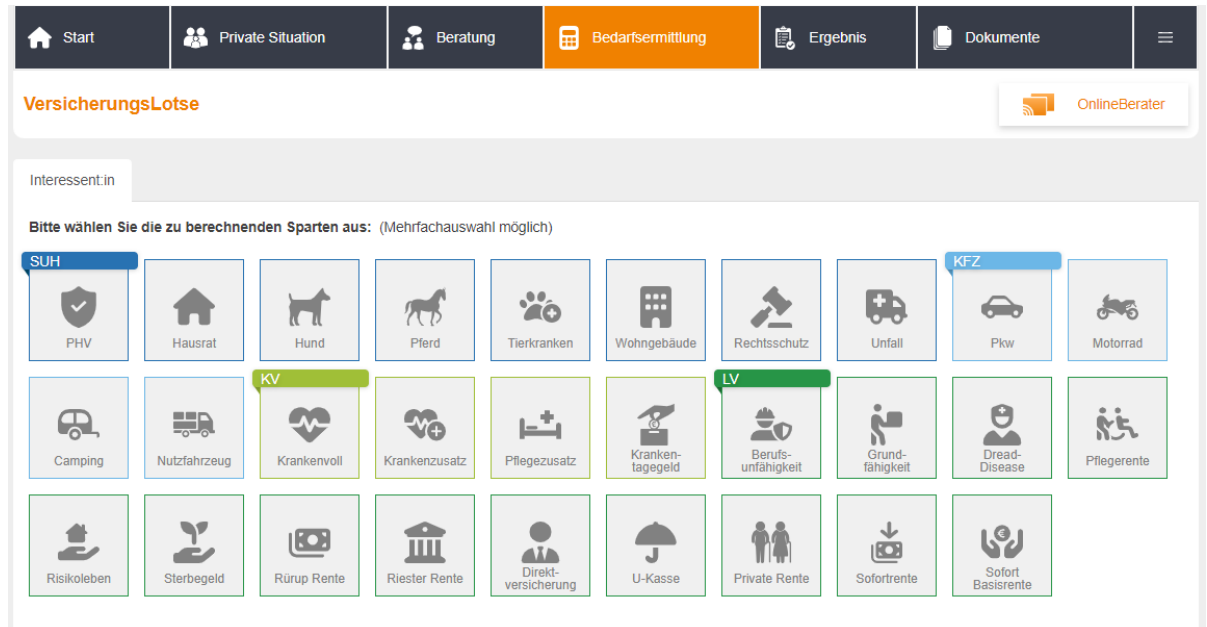 Start
Private Situation
Beratung
Bedarfsermittlung
Ergebnis
Dokumente
VersicherungsLotse
OnlineBerater
Interessent:in
Bitte wählen Sie die zu berechnenden Sparten aus: (Mehrfachauswahl möglich)
SUH
KFZ
PHV
Hausrat
Hund
Pferd
Tierkranken
Wohngebäude
Rechtsschutz
Unfall
Pkw
Motorrad
KV
LV
Camping
Nutzfahrzeug
Krankenvoll
Krankenzusatz
Pflegezusatz
Kranken-
tagegeld
Berufs-
unfähigkeit
Grund-
fähigkeit
Dread-
Disease
Pflegerente
Risikoleben
Sterbegeld
Rürup Rente
Riester Rente
Direkt-
versicherung
U-Kasse
Private Rente
Sofortrente
Sofort
Basisrente